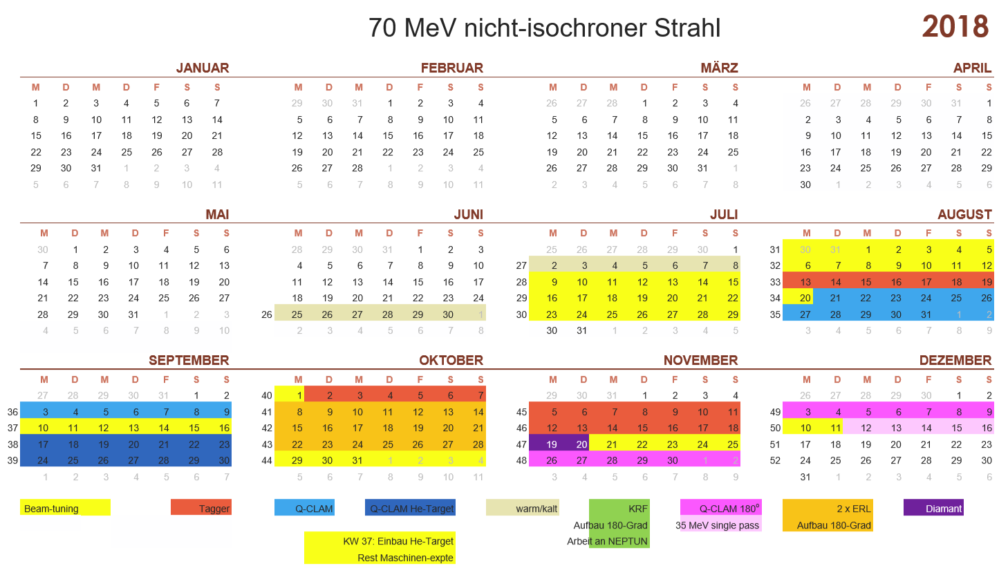 70 MeV nicht-isochroner Strahl 2018
JANUAR FEBRUAR MÄRZ APRIL
M D M D F S S M D M D F S S M D M D F S S M D M D F S S
1 2 3 4 5 6 7 29 30 31 1 2 3 4 26 27 28 1 2 3 4 26 27 28 29 30 31 1
8 9 10 11 12 13 14 5 6 7 8 9 10 11 5 6 7 8 9 10 11 2 3 4 5 6 7 8
15 16 17 18 19 20 21 12 13 14 15 16 17 18 12 13 14 15 16 17 18 9 10 11 12 13 14 15
22 23 24 25 26 27 28 19 20 21 22 23 24 25 19 20 21 22 23 24 25 16 17 18 19 20 21 22
29 30 31 1 2 3 4 26 27 28 1 2 3 4 26 27 28 29 30 31 1 23 24 25 26 27 28 29
5 6 7 8 9 10 11 5 6 7 8 9 10 11 2 3 4 5 6 7 8 30 1 2 3 4 5 6
MAI JUNI JULI AUGUST
M D M D F S S M D M D F S S M D M D F S S M D M D F S S
30 1 2 3 4 5 6 28 29 30 31 1 2 3 25 26 27 28 29 30 1 31 30 31 1 2 3 4 5
7 8 9 10 11 12 13 4 5 6 7 8 9 10 27 2 3 4 5 6 7 8 32 6 7 8 9 10 11 12
14 15 16 17 18 19 20 11 12 13 14 15 16 17 28 9 10 11 12 13 14 15 33 13 14 15 16 17 18 19
21 22 23 24 25 26 27 18 19 20 21 22 23 24 29 16 17 18 19 20 21 22 34 20 21 22 23 24 25 26
28 29 30 31 1 2 3 26 25 26 27 28 29 30 1 30 23 24 25 26 27 28 29 35 27 28 29 30 31 1 2
4 5 6 7 8 9 10 2 3 4 5 6 7 8 30 31 1 2 3 4 5 3 4 5 6 7 8 9
SEPTEMBER OKTOBER NOVEMBER DEZEMBER
M D M D F S S M D M D F S S M D M D F S S M D M D F S S
27 28 29 30 31 1 2 40 1 2 3 4 5 6 7 29 30 31 1 2 3 4 26 27 28 29 30 1 2
36 3 4 5 6 7 8 9 41 8 9 10 11 12 13 14 45 5 6 7 8 9 10 11 49 3 4 5 6 7 8 9
37 10 11 12 13 14 15 16 42 15 16 17 18 19 20 21 46 12 13 14 15 16 17 18 50 10 11 12 13 14 15 16
38 17 18 19 20 21 22 23 43 22 23 24 25 26 27 28 47 19 20 21 22 23 24 25 51 17 18 19 20 21 22 23
39 24 25 26 27 28 29 30 44 29 30 31 1 2 3 4 48 26 27 28 29 30 1 2 52 24 25 26 27 28 29 30
1 2 3 4 5 6 7 5 6 7 8 9 10 11 3 4 5 6 7 8 9 31 1 2 3 4 5 6
Beam-tuning Tagger Q-CLAM Q-CLAM He-Target warm/kalt KRF Q-CLAM 180° 2 x ERL Diamant
Aufbau 180-Grad 35 MeV single pass Aufbau 180-Grad
KW 37: Einbau He-Target Arbeit an NEPTUN
Rest Maschinen-expte